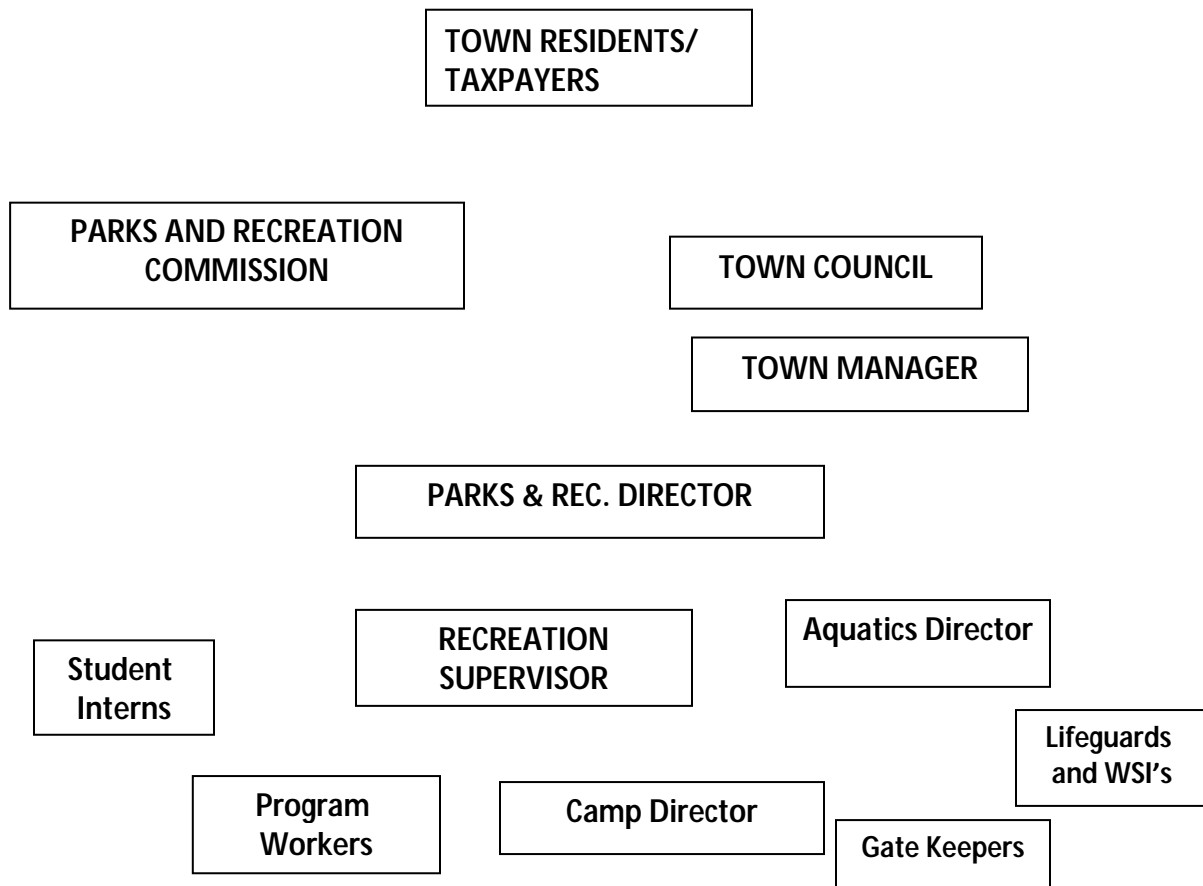 TOWN RESIDENTS/
TAXPAYERS
PARKS AND RECREATION
COMMISSION
TOWN COUNCIL
TOWN MANAGER
PARKS & REC. DIRECTOR
RECREATION
SUPERVISOR
Aquatics Director
Student
Interns
Lifeguards
and WSI's
Program
Workers
Camp Director
Gate Keepers